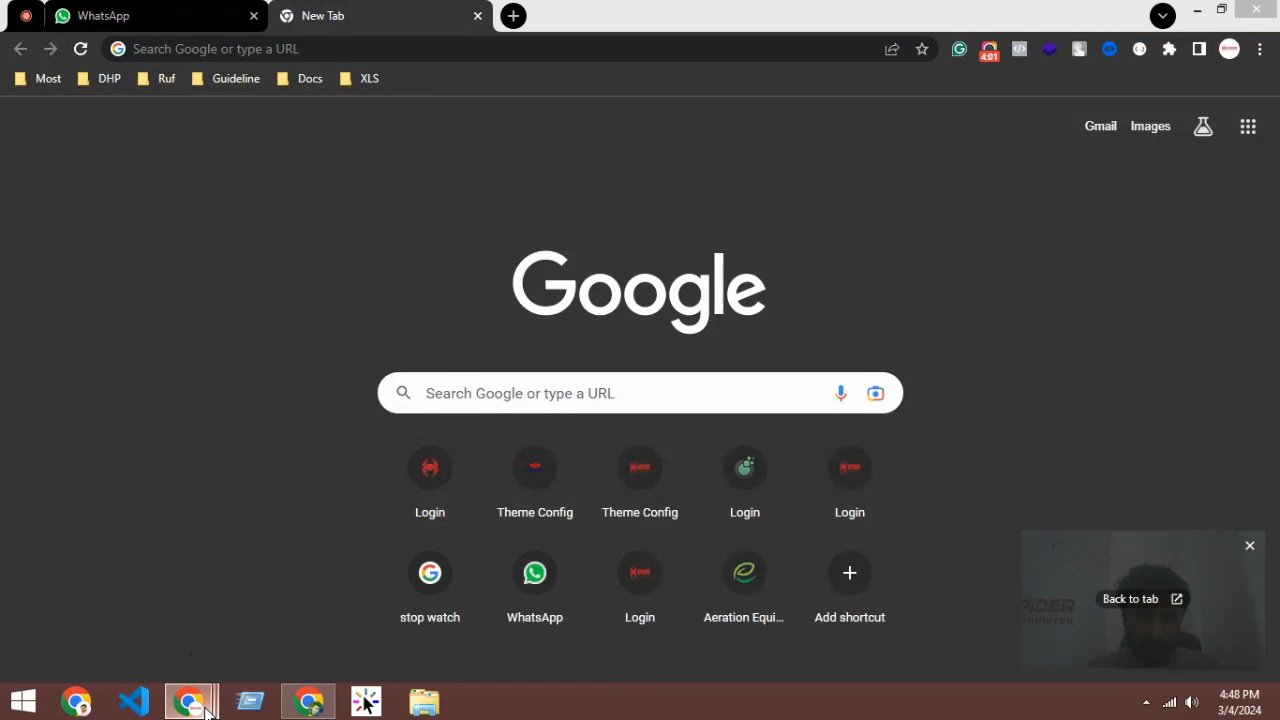 WhatsApp
New Tab
Search Google or type a URL
4:01
Most
DHP
Ruf
Guideline
Docs
XLS
Gmail
Images
Google
Search Google or type a URL
Login
Theme Config
Theme Config
Login
Login
stop watch
WhatsApp
Login
Aeration Equi...
Add shortcut
Back to tab
4:48 PM
3/4/2024